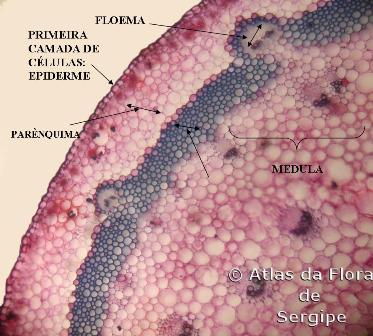 FLOEMA
PRIMEIRA
CAMADA DE
CÉLULAS:
EPIDERME
PARÊNQUIMA
MEDULA
© Atlas da Flora
de
Sergipe